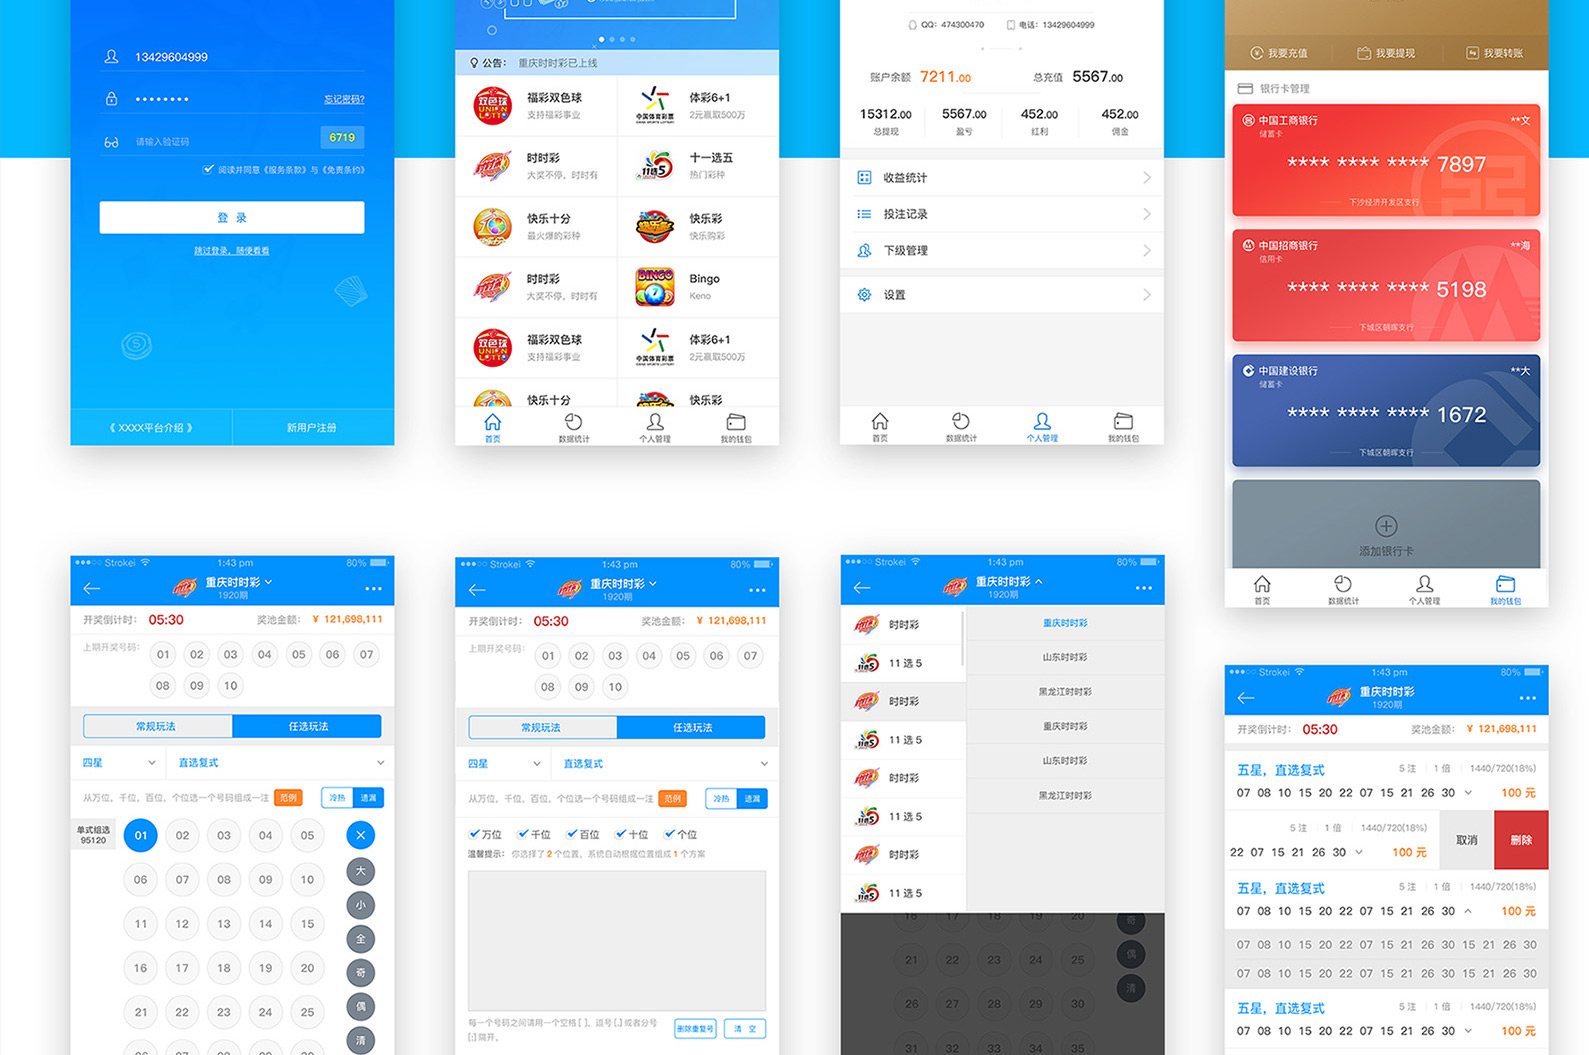 13429604999
••••••••
忘记密码?
请输入验证码
6719
阅读并同意《服务条款》与《免责条约》
登 录
跳过登录，随便看看
《 XXXX平台介绍 》
新用户注册
公告：
重庆时时彩已上线
福彩双色球
支持福彩事业
体彩6+1
2元赢取500万
时时彩
大奖不停，时时有
十一选五
热门彩种
快乐十分
最火爆的彩种
快乐彩
快乐购彩
时时彩
大奖不停，时时有
Bingo
Keno
福彩双色球
支持福彩事业
体彩6+1
2元赢取500万
快乐十分
快乐彩
首页
数据统计
个人管理
我的钱包
QQ：474300470
电话：13429604999
账户余额 7211.00
总充值 5567.00
15312.00
5567.00
452.00
452.00
总提现
盈亏
红利
佣金
收益统计
投注记录
下级管理
设置
首页
数据统计
个人管理
我的钱包
我要充值
我要提现
我要转账
银行卡管理
中国工商银行
**文
储蓄卡
**** **** **** 7897
下沙经济开发区支行
中国招商银行
**海
信用卡
**** **** **** 5198
下城区朝晖支行
中国建设银行
**大
储蓄卡
**** **** **** 1672
下城区朝晖支行
添加银行卡
首页
数据统计
个人管理
我的钱包
Strokei
1:43 pm
80%
重庆时时彩
1920期
开奖倒计时： 05:30
奖池金额： ¥ 121,698,111
上期开奖号码：
01 02 03 04 05 06 07
08 09 10
常规玩法
任选玩法
四星
直选复式
从万位，千位，百位，个位选一个号码组成一注
范例
冷热
遗漏
单式组选
95120
01 02 03 04 05
06 07 08 09 10
11 12 13 14 15
16 17 18 19 20
21 22 23 24 25
大
小
全
奇
偶
清
Strokei
1:43 pm
80%
重庆时时彩
1920期
开奖倒计时： 05:30
奖池金额： ¥ 121,698,111
上期开奖号码：
01 02 03 04 05 06 07
08 09 10
常规玩法
任选玩法
四星
直选复式
从万位，千位，百位，个位选一个号码组成一注
范例
冷热
遗漏
万位 千位 百位 十位 个位
温馨提示： 你选择了 2 个位置，系统自动根据位置组成 1 个方案
每一个号码之间请用一个空格[ ]，逗号[,]或者分号
[;]隔开。
删除重复号
清 空
Strokei
1:43 pm
80%
重庆时时彩
1920期
时时彩
11 选 5
时时彩
11 选 5
时时彩
11 选 5
时时彩
11 选 5
重庆时时彩
山东时时彩
黑龙江时时彩
重庆时时彩
山东时时彩
黑龙江时时彩
16 17 18 19 20
奇
21 22 23 24 25
偶
清
26 27 28 29 30
31 32 33 34 35
Strokei
1:43 pm
80%
重庆时时彩
1920期
开奖倒计时： 05:30
奖池金额： ¥ 121,698,111
五星，直选复式
5 注 1 倍 1440/720(18%)
07 08 10 15 20 22 07 15 21 26 30
100 元
5 注 1 倍 1440/720(18%)
22 07 15 21 26 30
100 元
取消
删除
五星，直选复式
5 注 1 倍 1440/720(18%)
07 08 10 15 20 22 07 15 21 26 30
100 元
07 08 10 15 20 22 07 15 21 26 30 15 21 26 30
07 08 10 15 20 22 07 15 21 26 30 15 21 26 30
五星，直选复式
5 注 1 倍 1440/720(18%)
07 08 10 15 20 22 07 15 21 26 30
100 元